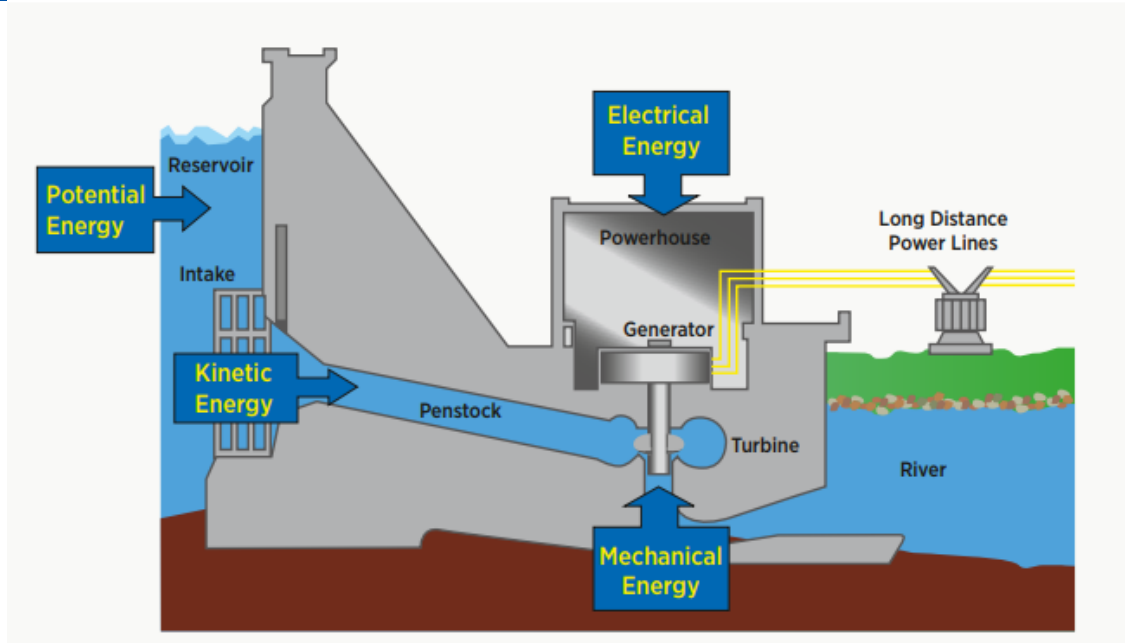 Electrical
Energy
Reservoir
Potential
Energy
Powerhouse
Long Distance
Power Lines
Intake
Generator
Kinetic
Energy
Penstock
Turbine
River
Mechanical
Energy